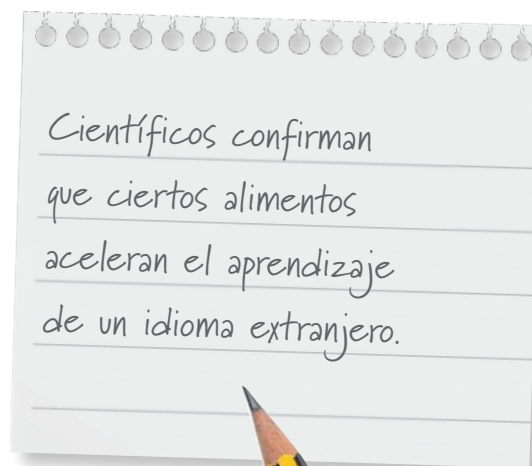 Científicos confirman
que ciertos alimentos
aceleran el aprendizaje
de un idioma extranjero.